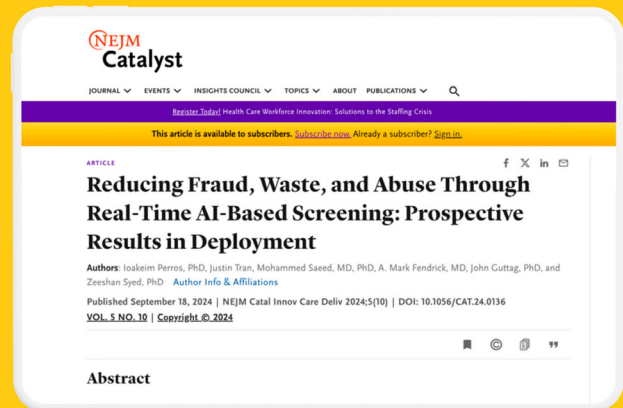 NEJM
Catalyst
JOURNAL EVENTS INSIGHTS COUNCIL TOPICS ABOUT PUBLICATIONS
Register Today! Health Care Workforce Innovation: Solutions to the Staffing Crisis
This article is available to subscribers. Subscribe now. Already a subscriber? Sign in.
ARTICLE
Reducing Fraud, Waste, and Abuse Through
Real-Time AI-Based Screening: Prospective
Results in Deployment
Authors: Ioakeim Perros, PhD, Justin Tran, Mohammed Saeed, MD, PhD, A. Mark Fendrick, MD, John Guttag, PhD, and
Zeeshan Syed, PhD Author Info & Affiliations
Published September 18, 2024 | NEJM Catal Innov Care Deliv 2024;5(10) | DOI: 10.1056/CAT.24.0136
VOL. 5 NO. 10 | Copyright © 2024
Abstract